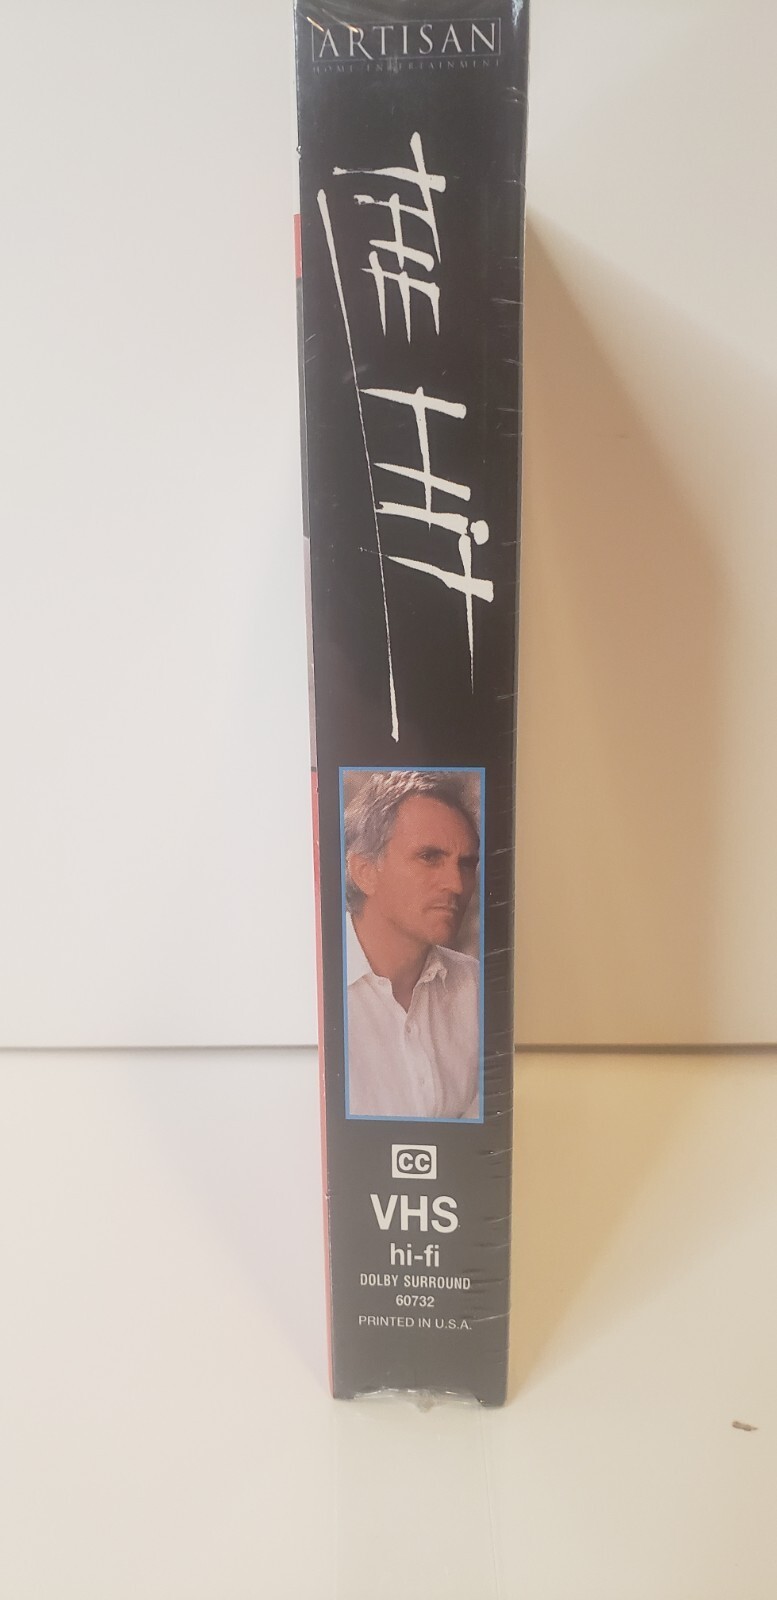 ARTISAN
HOME ENTERTAINMENT
THE HiT
CC
VHS
hi-fi
DOLBY SURROUND
60732
PRINTED IN U.S.A.